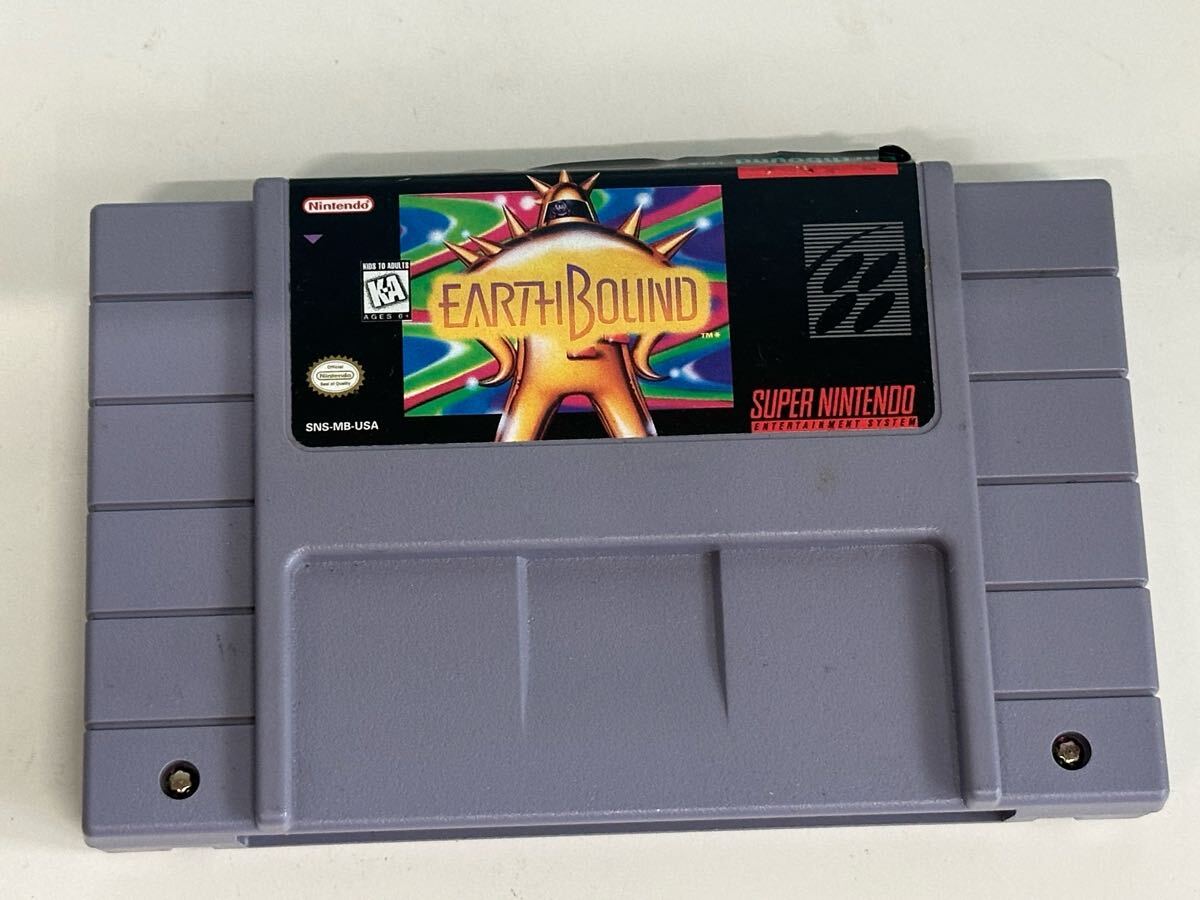 Nintendo
KIDS TO ADULTS
K-A
AGES 6+
EARTHBOUND
TM*
Official
Nintendo
Seal of Quality
SNS-MB-USA
SUPER NINTENDO
ENTERTAINMENT SYSTEM